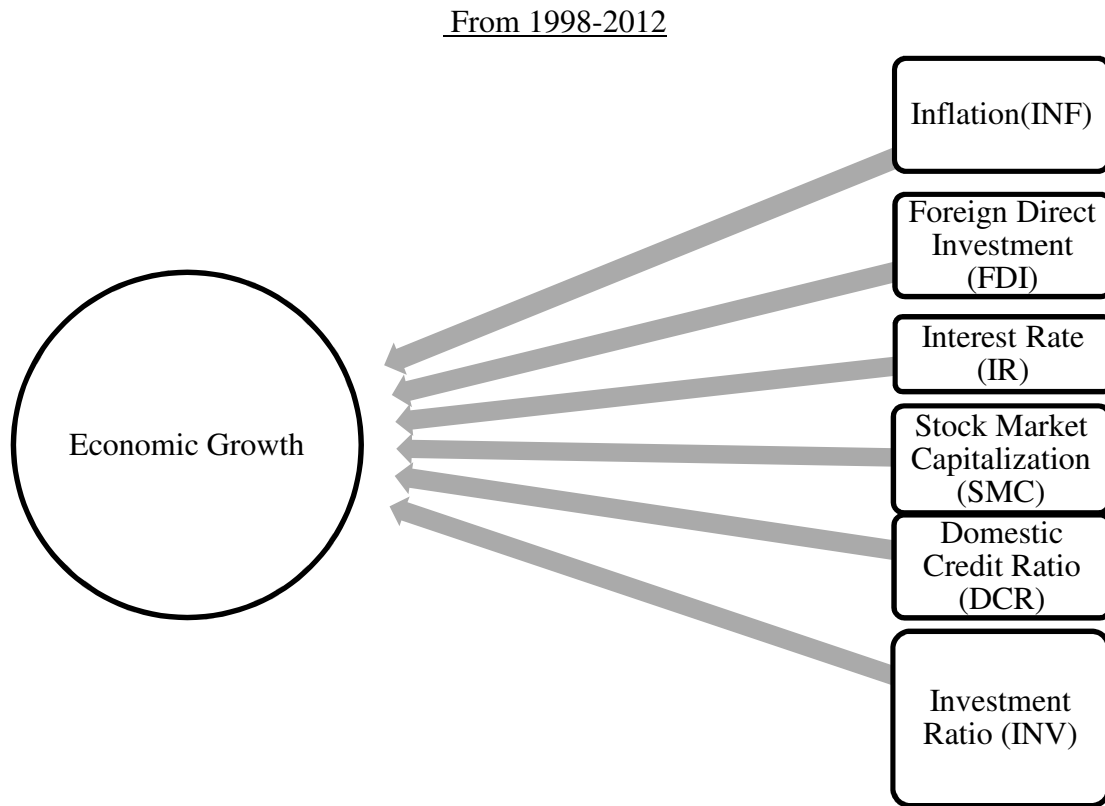 From 1998-2012
Inflation(INF)
Foreign Direct
Investment
(FDI)
Interest Rate
(IR)
Economic Growth
Stock Market
Capitalization
(SMC)
Domestic
Credit Ratio
(DCR)
Investment
Ratio (INV)